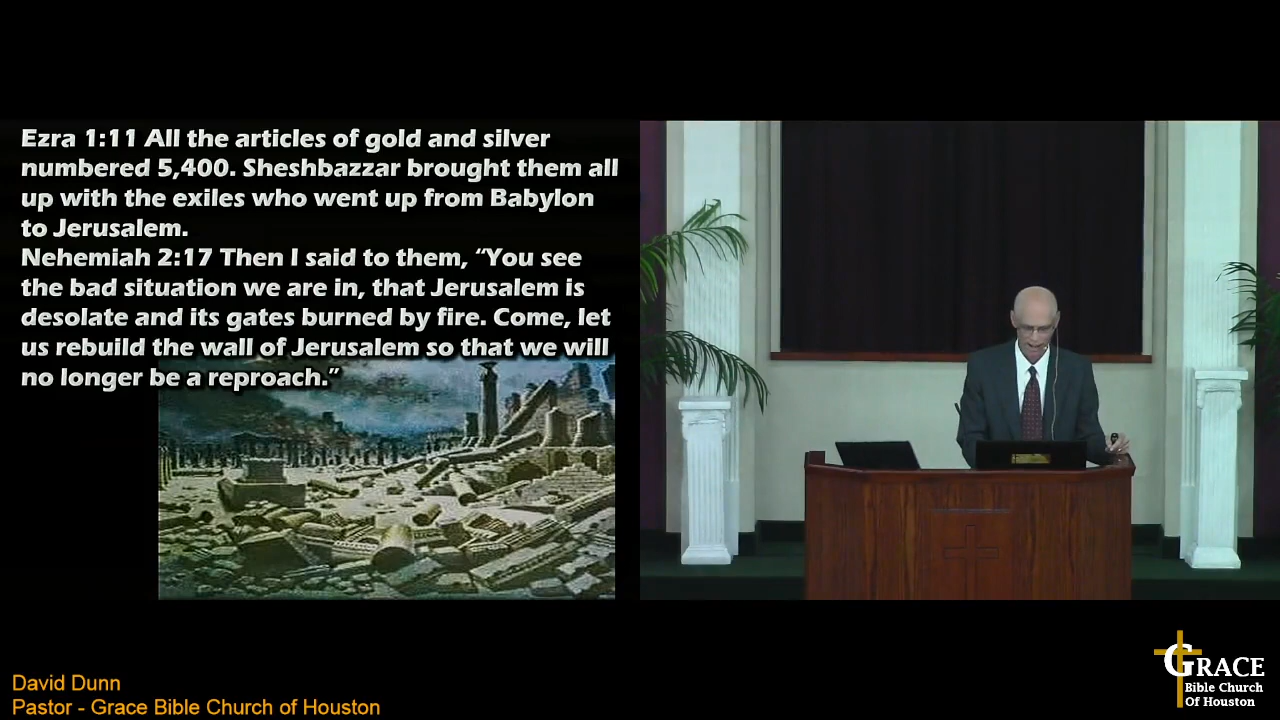 Ezra 1:11 All the articles of gold and silver
numbered 5,400. Sheshbazzar brought them all
up with the exiles who went up from Babylon
to Jerusalem.
Nehemiah 2:17 Then I said to them, “You see
the bad situation we are in, that Jerusalem is
desolate and its gates burned by fire. Come, let
us rebuild the wall of Jerusalem so that we will
no longer be a reproach.”
David Dunn
Pastor - Grace Bible Church of Houston
GRACE
Bible Church
Of Houston